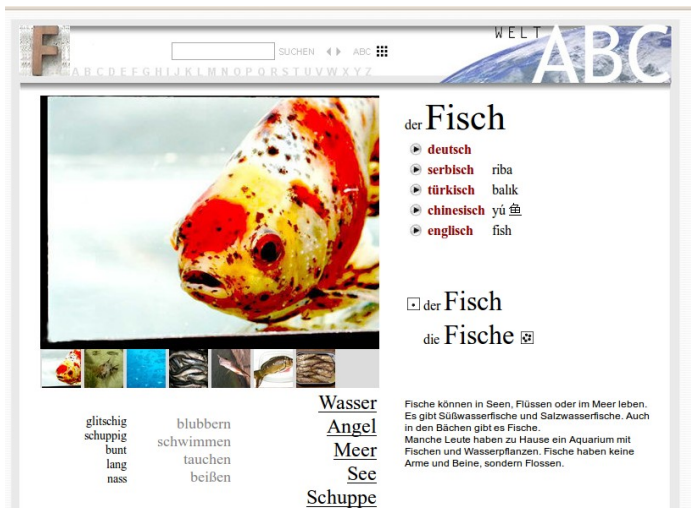 F
SUCHEN
ABC
WELT
ABC
A B C D E F G H I J K L M N O P Q R S T U V W X Y Z
der Fisch
deutsch
serbisch riba
türkisch balık
chinesisch yú 鱼
englisch fish
der Fisch
die Fische
Wasser
Angel
Meer
See
Schuppe
glitschig
schuppig
bunt
lang
nass
blubbern
schwimmen
tauchen
beißen
Fische können in Seen, Flüssen oder im Meer leben.
Es gibt Süßwasserfische und Salzwasserfische. Auch
in den Bächen gibt es Fische.
Manche Leute haben zu Hause ein Aquarium mit
Fischen und Wasserpflanzen. Fische haben keine
Arme und Beine, sondern Flossen.